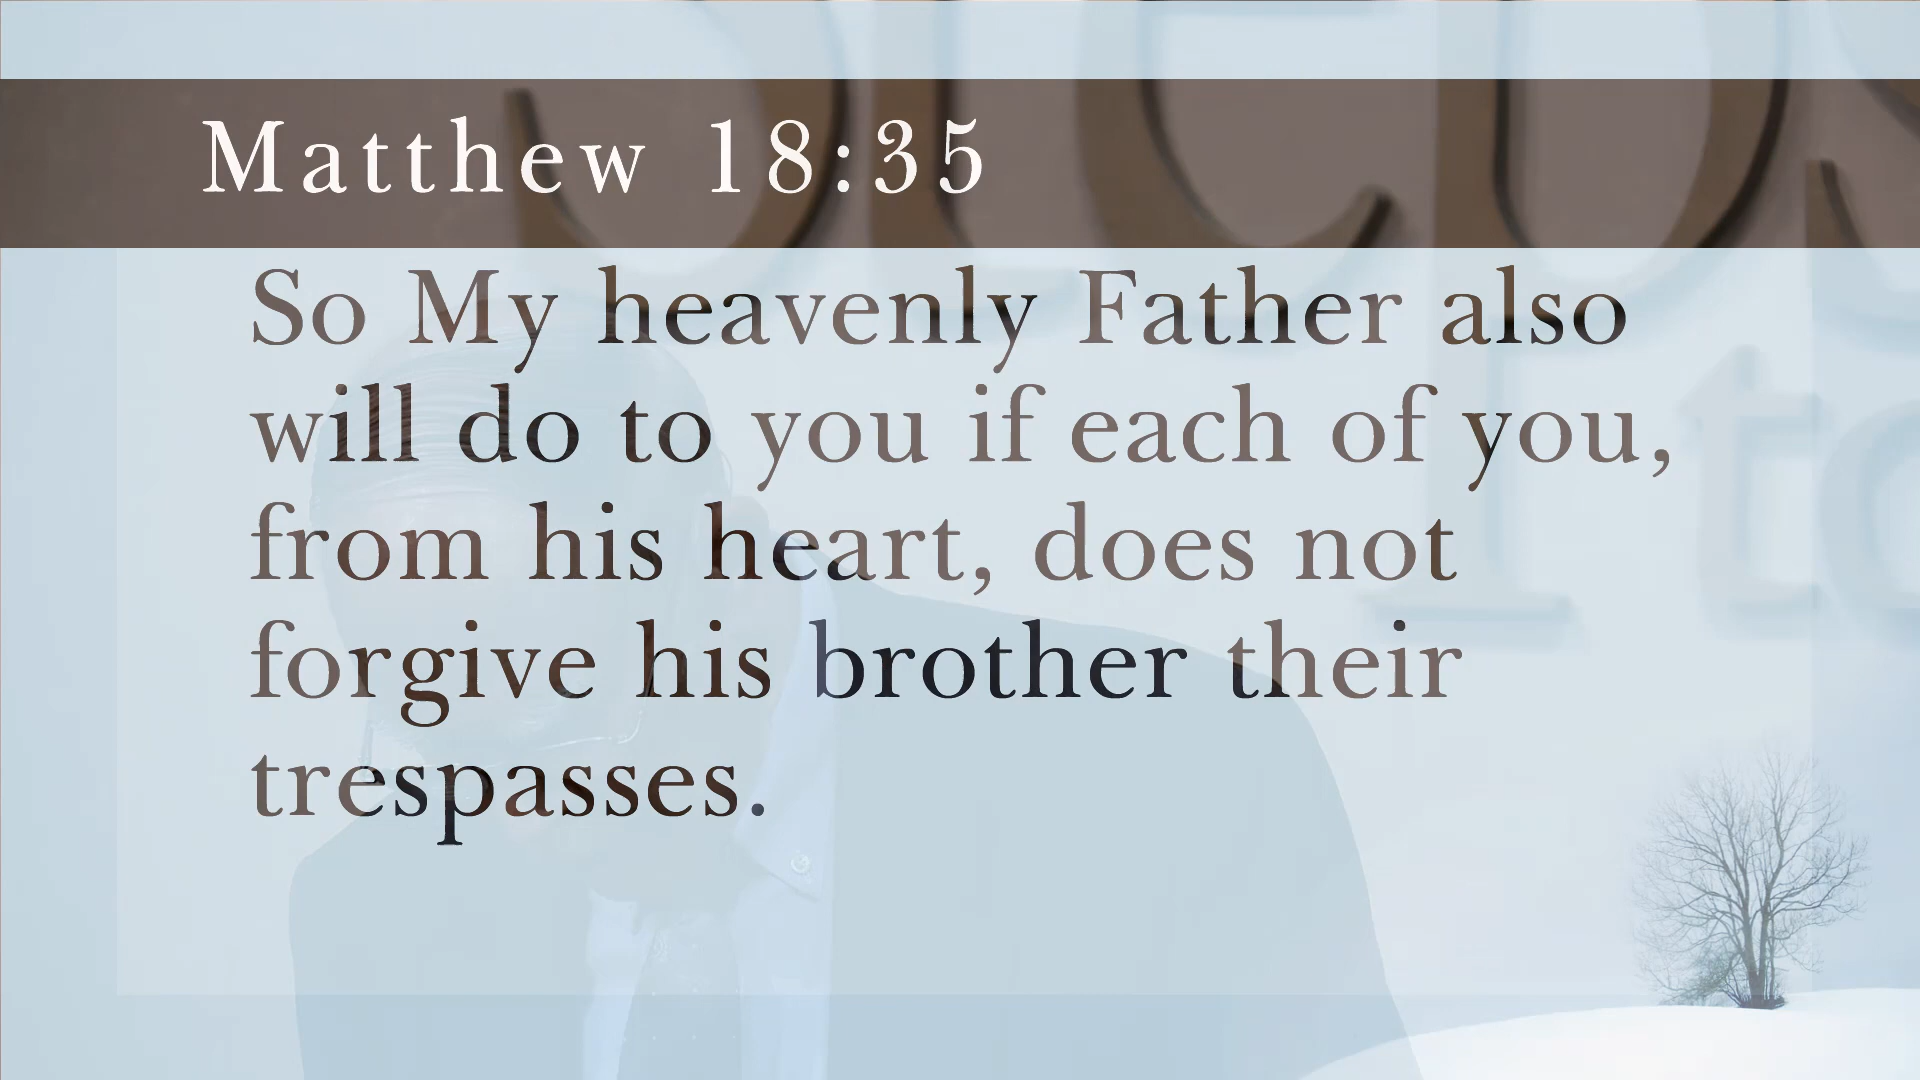 Matthew 18:35
So My heavenly Father also
will do to you if each of you,
from his heart, does not
forgive his brother their
trespasses.
to